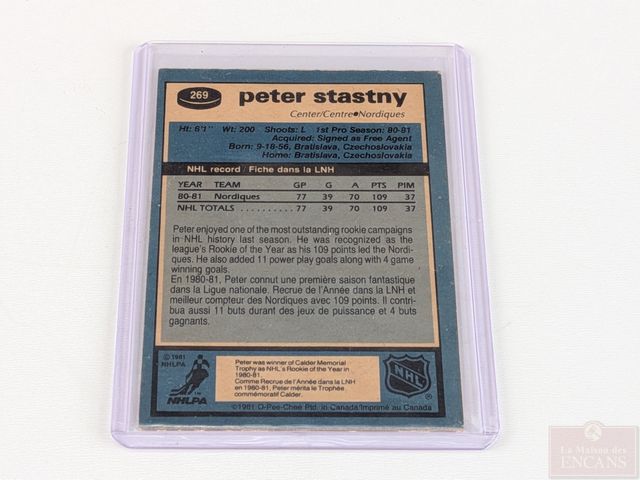 269
peter stastny
Center/Centre●Nordiques
Ht: 6'1" Wt: 200 Shoots: L 1st Pro Season: 80-81
Acquired: Signed as Free Agent
Born: 9-18-56, Bratislava, Czechoslovakia
Home: Bratislava, Czechoslovakia
NHL record / Fiche dans la LNH
YEAR TEAM GP G A PTS PIM
80-81 Nordiques 77 39 70 109 37
NHL TOTALS .......... 77 39 70 109 37
Peter enjoyed one of the most outstanding rookie campaigns
in NHL history last season. He was recognized as the
league's Rookie of the Year as his 109 points led the Nordi-
ques. He also added 11 power play goals along with 4 game
winning goals.
En 1980-81, Peter connut une première saison fantastique
dans la Ligue nationale. Recrue de l'Année dans la LNH et
meilleur compteur des Nordiques avec 109 points. Il contri-
bua aussi 11 buts durant des jeux de puissance et 4 buts
gagnants.
©1981
NHLPA
NHLPA
Peter was winner of Calder Memorial
Trophy as NHL's Rookie of the Year in
1980-81.
Comme Recrue de l'Année dans la LNH
en 1980-81, Peter mérita le Trophée
commémoratif Calder.
NHL
®
©1981 O-Pee-Chee Ptd. in Canada/Imprimé au Canada
La Maison des
ENCANS